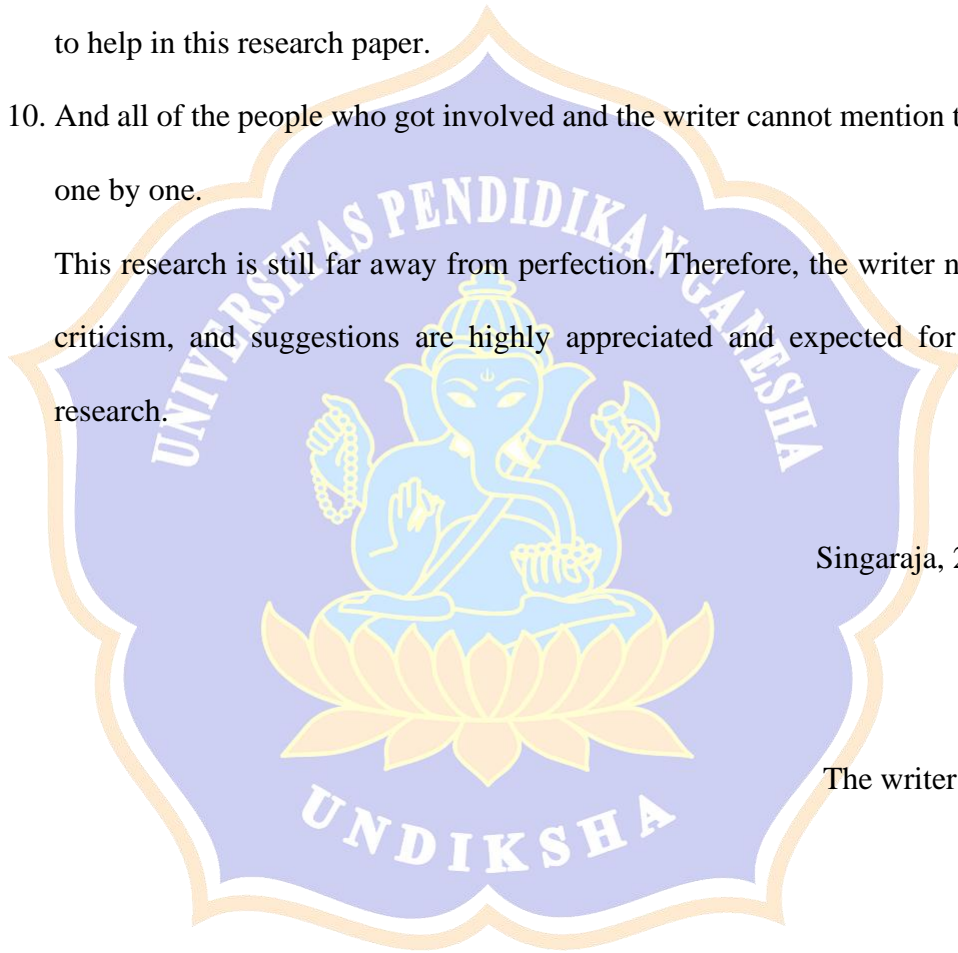 to help in this research paper.
10. And all of the people who got involved and the writer cannot mention
one by one.
UNIVERSITAS PENDIDIKAN GANESHA
This research is still far away from perfection. Therefore, the writer
criticism, and suggestions are highly appreciated and expected for
research.
Singaraja,
The writer
UNDIKSHA